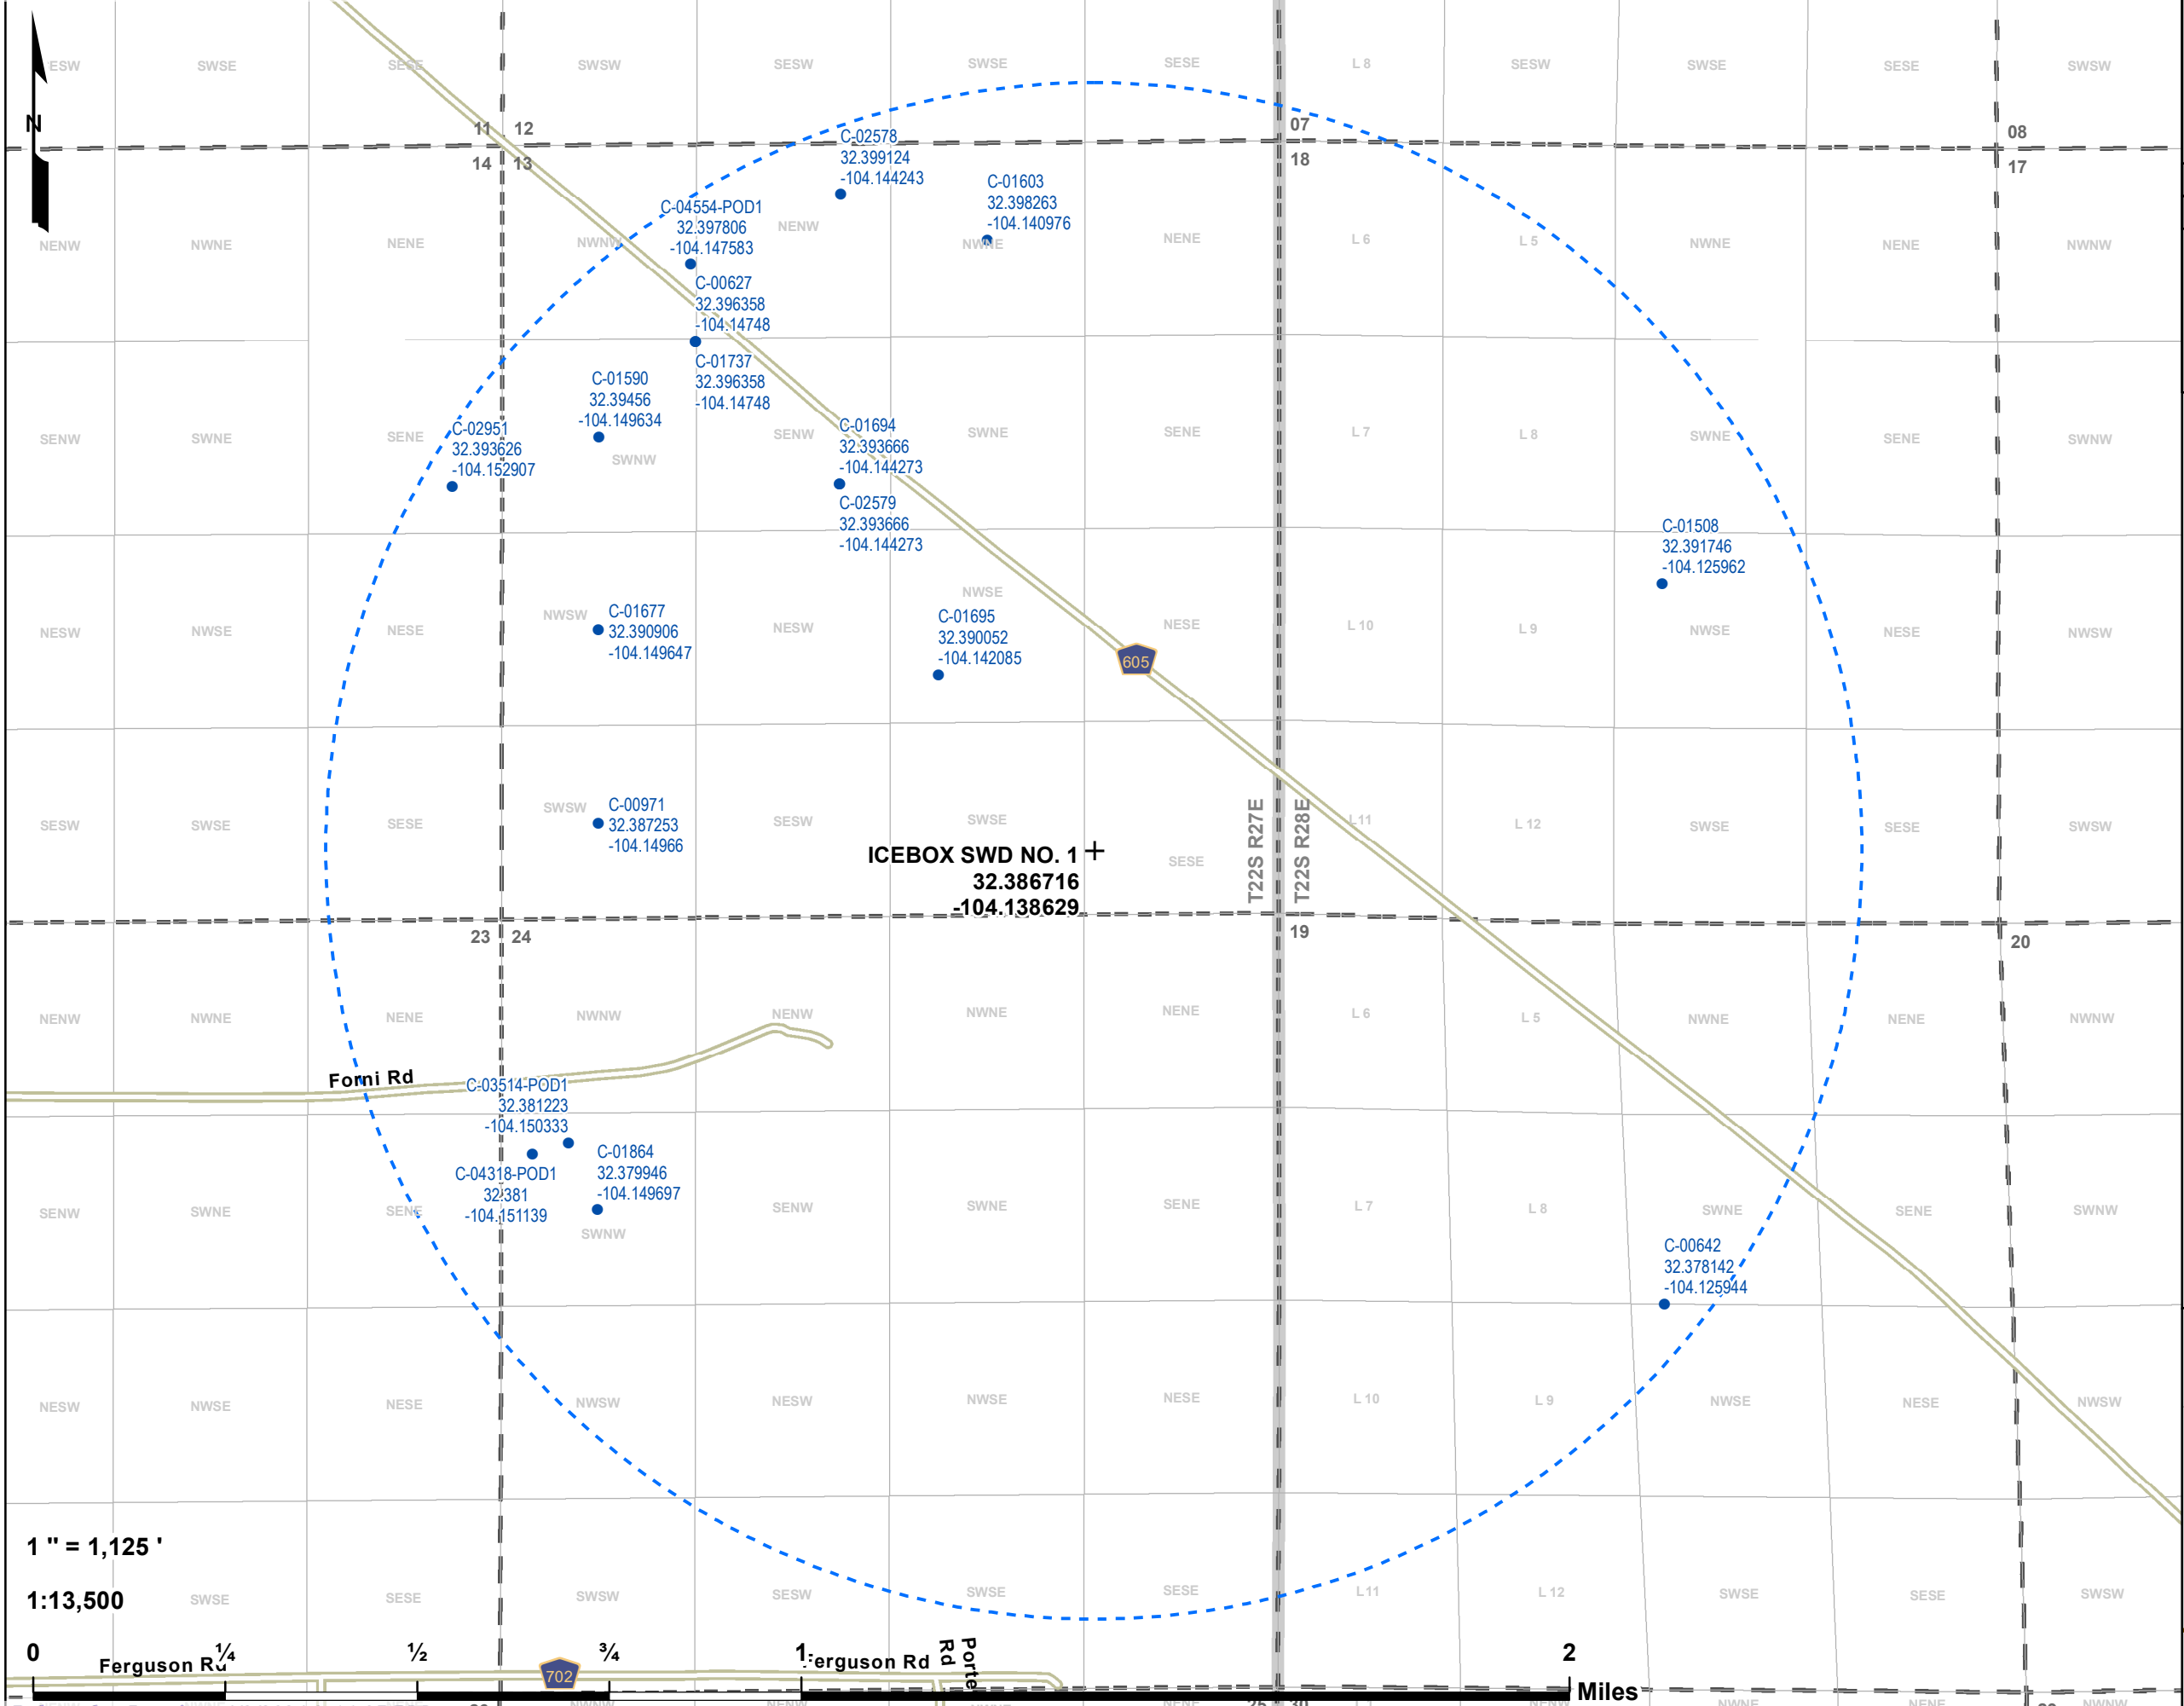 ESW SWSE SESE SWSW SESW SWSE SESE L 8 SESW SWSE SESE SWSW
N
11 12
07
08
14 13
18
17
C-02578
32.399124
-104.144243
C-01603
32.398263
-104.140976
C-04554-POD1
32.397806
-104.147583
NENW NWNE NENE NWNW NENW NWNE NENE L 6 L 5 NWNE NENE NWNW
C-00627
32.396358
-104.14748
C-01737
32.396358
-104.14748
C-01590
32.39456
-104.149634
C-02951
32.393626
-104.152907
C-01694
32.393666
-104.144273
SENW SWNE SENE SWNW SENW SWNE SENE L 7 L 8 SWNE SENE SWNW
C-02579
32.393666
-104.144273
C-01508
32.391746
-104.125962
C-01677
32.390906
-104.149647
C-01695
32.390052
-104.142085
NESW NWSE NESE NWSW NESW NWSE NESE L 10 L 9 NWSE NESE NWSW
605
C-00971
32.387253
-104.14966
SESW SWSE SESE SWSW SESW SWSE SESE L11 L 12 SWSE SESE SWSW
T22S R27E
T22S R28E
ICEBOX SWD NO. 1
32.386716
-104.138629
23 24
19
20
NENW NWNE NENE NWNW NENW NWNE NENE L 6 L 5 NWNE NENE NWNW
Forni Rd
C-03514-POD1
32.381223
-104.150333
C-04318-POD1
32.381
-104.151139
C-01864
32.379946
-104.149697
SENW SWNE SENE SWNW SENW SWNE SENE L 7 L 8 SWNE SENE SWNW
C-00642
32.378142
-104.125944
NESW NWSE NESE NWSW NESW NWSE NESE L 10 L 9 NWSE NESE NWSW
1 " = 1,125 '
1:13,500
SWSE SESE SWSW SESW SWSE SESE L11 L 12 SWSE SESE SWSW
0 ¼ ½ ¾ 1 2
Ferguson Rd
702
Ferguson Rd
Porte
Rd
Miles